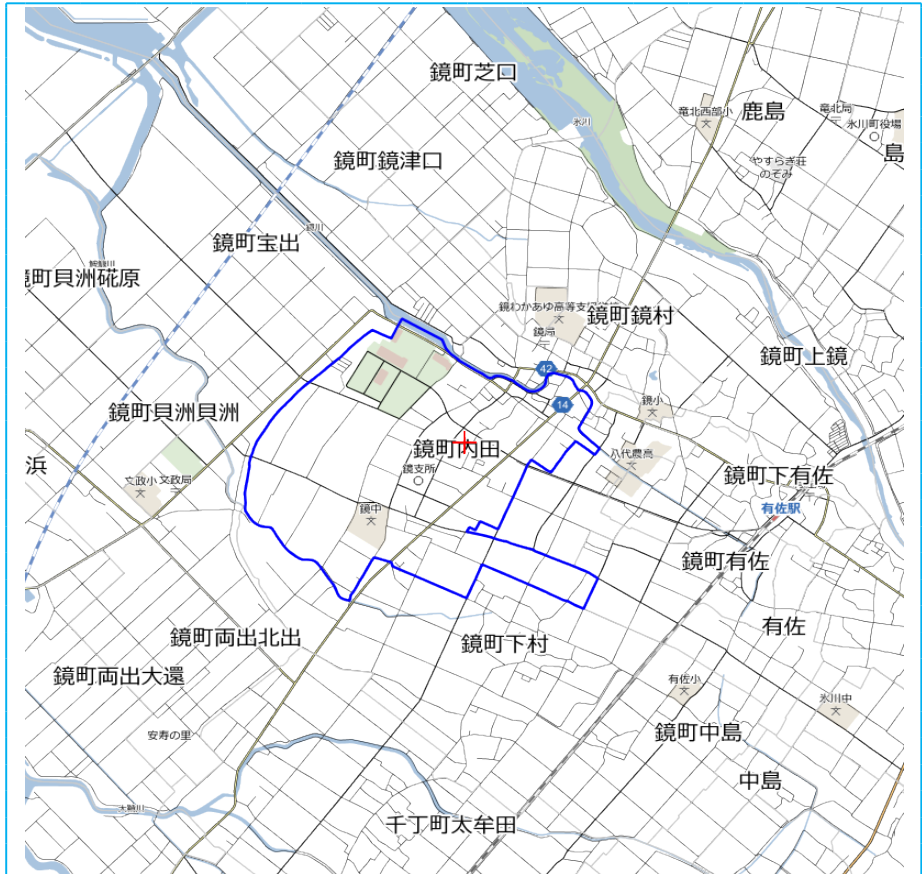 鏡町芝口
竜北西部小
鹿島
竜北局
氷川町役場
島
氷川
鏡町鏡津口
やすらぎ荘
のぞみ
鏡町宝出
鏡川
鏡町貝洲硴原
鏡わかあゆ高等支援学校
鏡町鏡村
鏡局
鏡町上鏡
42
14
鏡小
鏡町貝洲貝洲
鏡町内田
八代農高
浜
文政小
文政局
鏡支所
鏡町下有佐
有佐駅
鏡中
鏡町有佐
有佐
鏡町両出北出
鏡町下村
鏡町両出大還
有佐小
氷川中
安寿の里
鏡町中島
中島
大鞘川
千丁町太牟田